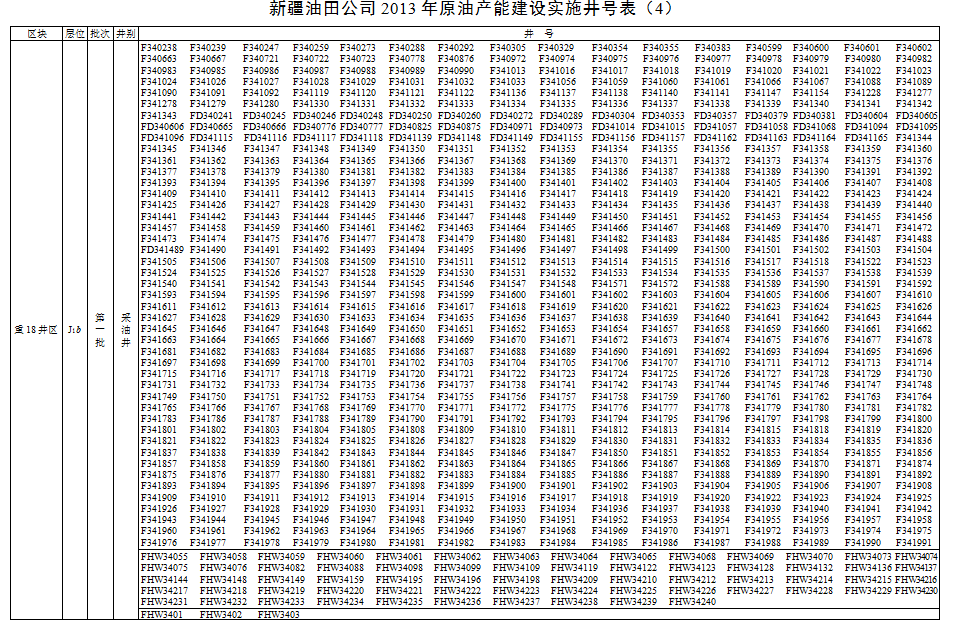 新疆油田公司2013年原油产能建设实施井号表（4）
区块 层位 批次 井别 井 号
重18井区 J₁b 第一批 采油井
F340238 F340239 F340247 F340259 F340273 F340288 F340292 F340305 F340329 F340354 F340355 F340383 F340599 F340600 F340601 F340602
F340663 F340667 F340721 F340722 F340723 F340778 F340876 F340972 F340974 F340975 F340976 F340977 F340978 F340979 F340980 F340982
F340983 F340985 F340986 F340987 F340988 F340989 F340990 F341013 F341016 F341017 F341018 F341019 F341020 F341021 F341022 F341023
F341024 F341026 F341027 F341028 F341029 F341031 F341032 F341033 F341056 F341059 F341060 F341061 F341066 F341067 F341088 F341089
F341090 F341091 F341092 F341119 F341120 F341121 F341122 F341136 F341137 F341138 F341140 F341141 F341147 F341154 F341228 F341277
F341278 F341279 F341280 F341330 F341331 F341332 F341333 F341334 F341335 F341336 F341337 F341338 F341339 F341340 F341341 F341342
F341343 FD340241 FD340245 FD340246 FD340248 FD340250 FD340260 FD340272 FD340289 FD340304 FD340353 FD340357 FD340379 FD340381 FD340604 FD340605
FD340606 FD340665 FD340666 FD340776 FD340777 FD340825 FD340875 FD340971 FD340973 FD341014 FD341015 FD341057 FD341058 FD341068 FD341094 FD341095
FD341096 FD341115 FD341116 FD341117 FD341118 FD341139 FD341148 FD341149 FD341155 FD341156 FD341157 FD341162 FD341163 FD341164 FD341165 F341344
F341345 F341346 F341347 F341348 F341349 F341350 F341351 F341352 F341353 F341354 F341355 F341356 F341357 F341358 F341359 F341360
F341361 F341362 F341363 F341364 F341365 F341366 F341367 F341368 F341369 F341370 F341371 F341372 F341373 F341374 F341375 F341376
F341377 F341378 F341379 F341380 F341381 F341382 F341383 F341384 F341385 F341386 F341387 F341388 F341389 F341390 F341391 F341392
F341393 F341394 F341395 F341396 F341397 F341398 F341399 F341400 F341401 F341402 F341403 F341404 F341405 F341406 F341407 F341408
F341409 F341410 F341411 F341412 F341413 F341414 F341415 F341416 F341417 F341418 F341419 F341420 F341421 F341422 F341423 F341424
F341425 F341426 F341427 F341428 F341429 F341430 F341431 F341432 F341433 F341434 F341435 F341436 F341437 F341438 F341439 F341440
F341441 F341442 F341443 F341444 F341445 F341446 F341447 F341448 F341449 F341450 F341451 F341452 F341453 F341454 F341455 F341456
F341457 F341458 F341459 F341460 F341461 F341462 F341463 F341464 F341465 F341466 F341467 F341468 F341469 F341470 F341471 F341472
F341473 F341474 F341475 F341476 F341477 F341478 F341479 F341480 F341481 F341482 F341483 F341484 F341485 F341486 F341487 F341488
FD341489 F341490 F341491 F341492 F341493 F341494 F341495 F341496 F341497 F341498 F341499 F341500 F341501 F341502 F341503 F341504
F341505 F341506 F341507 F341508 F341509 F341510 F341511 F341512 F341513 F341514 F341515 F341516 F341517 F341518 F341522 F341523
F341524 F341525 F341526 F341527 F341528 F341529 F341530 F341531 F341532 F341533 F341534 F341535 F341536 F341537 F341538 F341539
F341540 F341541 F341542 F341543 F341544 F341545 F341546 F341547 F341548 F341571 F341572 F341588 F341589 F341590 F341591 F341592
F341593 F341594 F341595 F341596 F341597 F341598 F341599 F341600 F341601 F341602 F341603 F341604 F341605 F341606 F341607 F341610
F341611 F341612 F341613 F341614 F341615 F341616 F341617 F341618 F341619 F341620 F341621 F341622 F341623 F341624 F341625 F341626
F341627 F341628 F341629 F341630 F341633 F341634 F341635 F341636 F341637 F341638 F341639 F341640 F341641 F341642 F341643 F341644
F341645 F341646 F341647 F341648 F341649 F341650 F341651 F341652 F341653 F341654 F341655 F341658 F341659 F341660 F341661 F341662
F341663 F341664 F341665 F341666 F341667 F341668 F341669 F341670 F341671 F341672 F341673 F341674 F341675 F341676 F341677 F341678
F341681 F341682 F341683 F341684 F341685 F341686 F341687 F341688 F341689 F341690 F341691 F341692 F341693 F341694 F341695 F341696
F341697 F341698 F341699 F341700 F341701 F341702 F341703 F341704 F341705 F341706 F341707 F341710 F341711 F341712 F341713 F341714
F341715 F341716 F341717 F341718 F341719 F341720 F341721 F341722 F341723 F341724 F341725 F341726 F341727 F341728 F341729 F341730
F341731 F341732 F341733 F341734 F341735 F341736 F341737 F341738 F341741 F341742 F341743 F341744 F341745 F341746 F341747 F341748
F341749 F341750 F341751 F341752 F341753 F341754 F341755 F341756 F341757 F341758 F341759 F341760 F341761 F341762 F341763 F341764
F341765 F341766 F341767 F341768 F341769 F341770 F341771 F341772 F341775 F341776 F341777 F341778 F341779 F341780 F341781 F341782
F341783 F341786 F341787 F341788 F341789 F341790 F341791 F341792 F341793 F341794 F341795 F341796 F341797 F341798 F341799 F341800
F341801 F341802 F341803 F341804 F341805 F341808 F341809 F341810 F341811 F341812 F341813 F341814 F341815 F341818 F341819 F341820
F341821 F341822 F341823 F341824 F341825 F341826 F341827 F341828 F341829 F341830 F341831 F341832 F341833 F341834 F341835 F341836
F341837 F341838 F341839 F341842 F341843 F341844 F341845 F341846 F341847 F341850 F341851 F341852 F341853 F341854 F341855 F341856
F341857 F341858 F341859 F341860 F341861 F341862 F341863 F341864 F341865 F341866 F341867 F341868 F341869 F341870 F341871 F341874
F341875 F341876 F341877 F341880 F341881 F341882 F341883 F341884 F341885 F341886 F341887 F341888 F341889 F341890 F341891 F341892
F341893 F341894 F341895 F341896 F341897 F341898 F341899 F341900 F341901 F341902 F341903 F341904 F341905 F341906 F341907 F341908
F341909 F341910 F341911 F341912 F341913 F341914 F341915 F341916 F341917 F341918 F341919 F341920 F341922 F341923 F341924 F341925
F341926 F341927 F341928 F341929 F341930 F341931 F341932 F341933 F341934 F341936 F341937 F341938 F341939 F341940 F341941 F341942
F341943 F341944 F341945 F341946 F341947 F341948 F341949 F341950 F341951 F341952 F341953 F341954 F341955 F341956 F341957 F341958
F341960 F341961 F341962 F341963 F341964 F341965 F341966 F341967 F341968 F341969 F341970 F341971 F341972 F341973 F341974 F341975
F341976 F341977 F341978 F341979 F341980 F341981 F341982 F341983 F341984 F341985 F341986 F341987 F341988 F341989 F341990 F341991
FHW34055 FHW34058 FHW34059 FHW34060 FHW34061 FHW34062 FHW34063 FHW34064 FHW34065 FHW34068 FHW34069 FHW34070 FHW34073 FHW34074
FHW34075 FHW34076 FHW34082 FHW34088 FHW34098 FHW34099 FHW34109 FHW34119 FHW34122 FHW34123 FHW34128 FHW34132 FHW34136 FHW34137
FHW34144 FHW34148 FHW34149 FHW34159 FHW34195 FHW34196 FHW34198 FHW34209 FHW34210 FHW34212 FHW34213 FHW34214 FHW34215 FHW34216
FHW34217 FHW34218 FHW34219 FHW34220 FHW34221 FHW34222 FHW34223 FHW34224 FHW34225 FHW34226 FHW34227 FHW34228 FHW34229 FHW34230
FHW34231 FHW34232 FHW34233 FHW34234 FHW34235 FHW34236 FHW34237 FHW34238 FHW34239 FHW34240
FHW3401 FHW3402 FHW3403